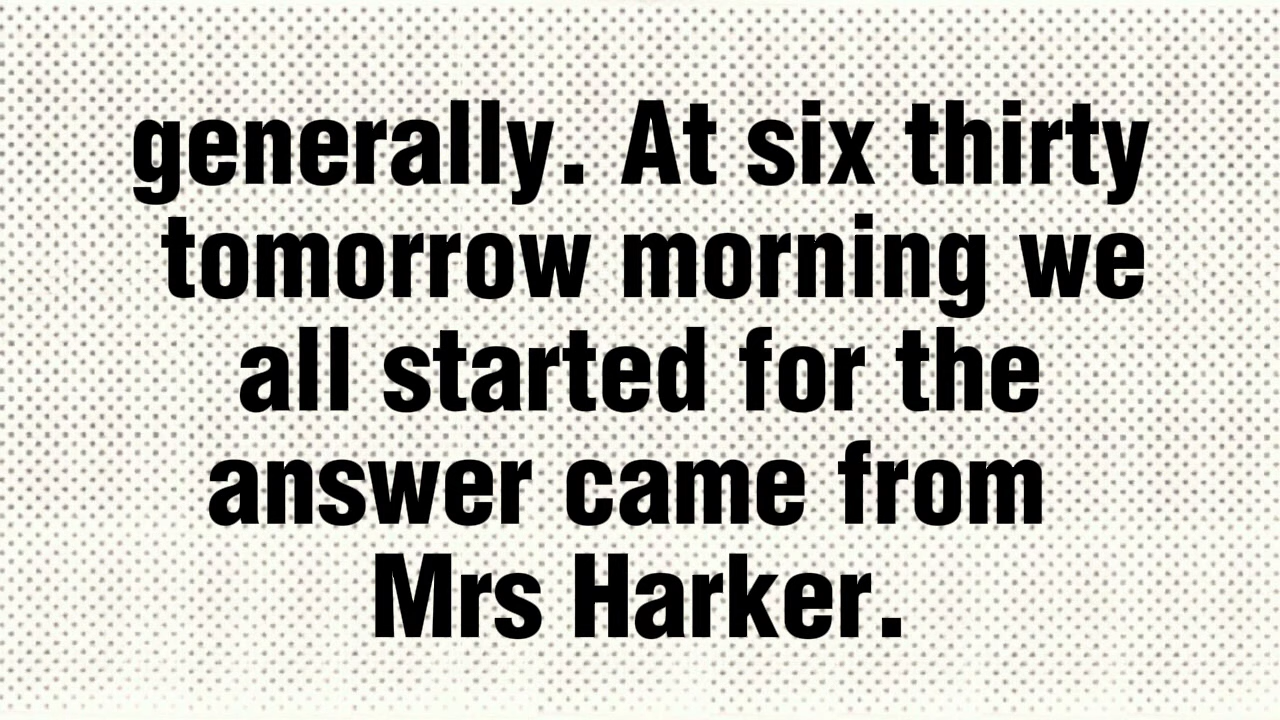 generally. At six thirty
tomorrow morning we
all started for the
answer came from
Mrs Harker.